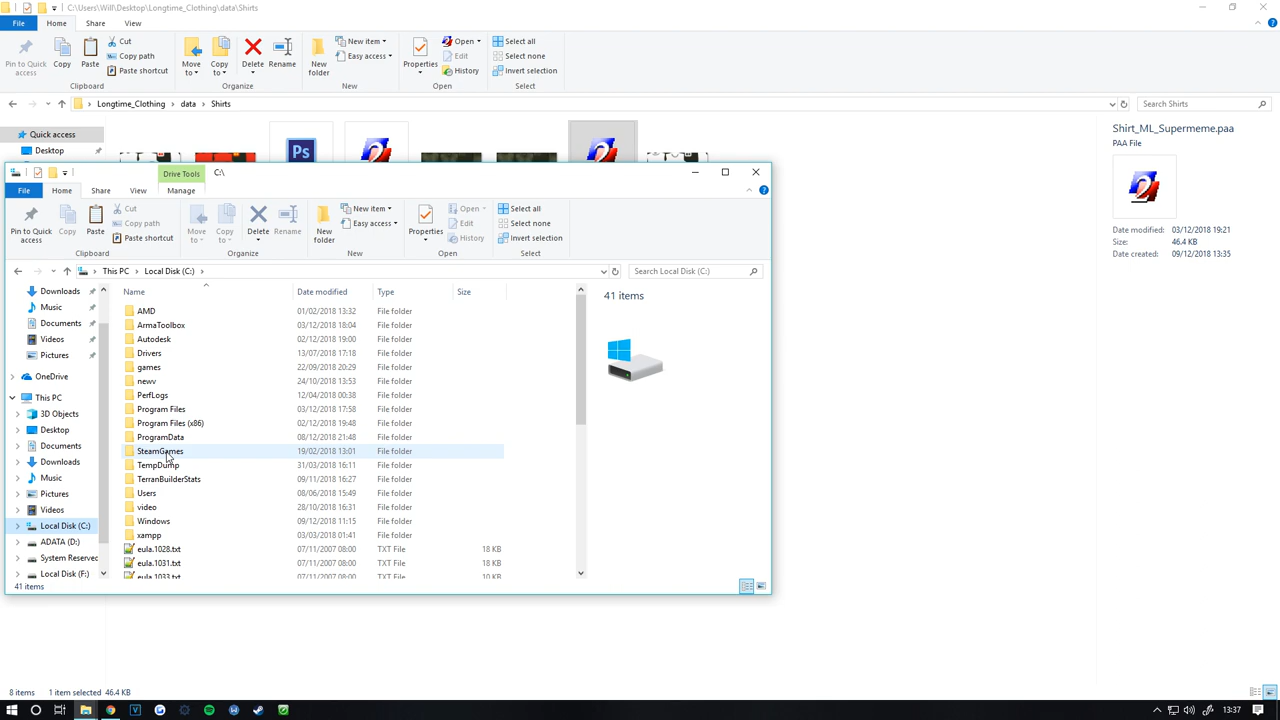 C:\Users\Will\Desktop\Longtime_Clothing\data\Shirts
File Home Share View
Pin to Quick access
Copy
Paste
Cut
Copy path
Paste shortcut
Clipboard
Move to
Copy to
Delete
Rename
Organize
New folder
New item
Easy access
New
Properties
Open
Edit
History
Open
Select all
Select none
Invert selection
Select
Longtime_Clothing > data > Shirts
Search Shirts
Quick access
Desktop
Ps
Shirt_ML_Supermeme.paa
PAA File
Date modified: 03/12/2018 19:21
Size: 46.4 KB
Date created: 09/12/2018 13:35
Drive Tools
C:\
File Home Share View Manage
Pin to Quick access
Copy
Paste
Cut
Copy path
Paste shortcut
Clipboard
Move to
Copy to
Delete
Rename
Organize
New folder
New item
Easy access
New
Properties
Open
Edit
History
Open
Select all
Select none
Invert selection
Select
This PC > Local Disk (C:) >
Search Local Disk (C:)
Downloads
Music
Documents
Videos
Pictures
OneDrive
This PC
3D Objects
Desktop
Documents
Downloads
Music
Pictures
Videos
Local Disk (C:)
ADATA (D:)
System Reserved
Local Disk (F:)
Name Date modified Type Size
AMD 01/02/2018 13:32 File folder
ArmaToolbox 03/12/2018 18:04 File folder
Autodesk 02/12/2018 19:00 File folder
Drivers 13/07/2018 17:18 File folder
games 22/09/2018 20:29 File folder
newv 24/10/2018 13:53 File folder
PerfLogs 12/04/2018 00:38 File folder
Program Files 03/12/2018 17:58 File folder
Program Files (x86) 02/12/2018 19:48 File folder
ProgramData 08/12/2018 21:48 File folder
SteamGames 19/02/2018 13:01 File folder
TempDump 31/03/2018 16:11 File folder
TerranBuilderStats 09/11/2018 16:27 File folder
Users 08/06/2018 15:49 File folder
video 28/10/2018 16:31 File folder
Windows 09/12/2018 11:15 File folder
xampp 03/03/2018 01:41 File folder
eula.1028.txt 07/11/2007 08:00 TXT File 18 KB
eula.1031.txt 07/11/2007 08:00 TXT File 18 KB
eula.1033.txt 07/11/2007 08:00 TXT File 10 KB
41 items
41 items
8 items 1 item selected 46.4 KB
13:37